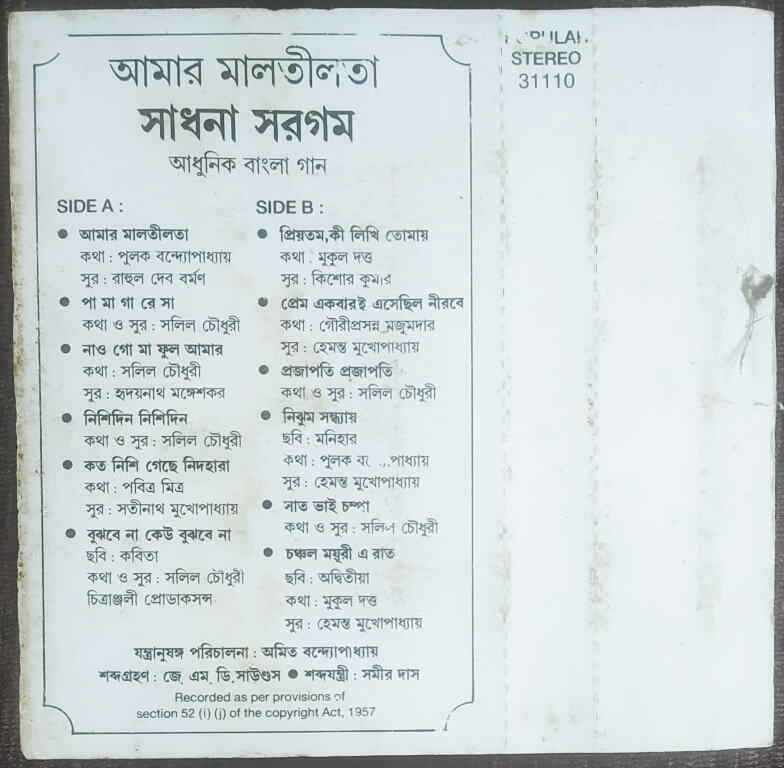 আমার মালতীলতা
সাধনা সরগম
আধুনিক বাংলা গান
STEREO
31110
SIDE A :
● আমার মালতীলতা
কথা : পুলক বন্দ্যোপাধ্যায়
সুর : রাহুল দেব বর্মণ
● পা মা গা রে সা
কথা ও সুর : সলিল চৌধুরী
● নাও গো মা ফুল আমার
কথা : সলিল চৌধুরী
সুর : হৃদয়নাথ মঙ্গেশকর
● নিশিদিন নিশিদিন
কথা ও সুর : সলিল চৌধুরী
● কত নিশি গেছে নিদহারা
কথা : পবিত্র মিত্র
সুর : সতীনাথ মুখোপাধ্যায়
● বুঝবে না কেউ বুঝবে না
ছবি : কবিতা
কথা ও সুর : সলিল চৌধুরী
চিত্রাঞ্জলী প্রোডাকসন্স
SIDE B :
● প্রিয়তম,কী লিখি তোমায়
কথা : মুকুল দত্ত
সুর : কিশোর কুমার
● প্রেম একবারই এসেছিল নীরবে
কথা : গৌরীপ্রসন্ন মজুমদার
সুর : হেমন্ত মুখোপাধ্যায়
● প্রজাপতি প্রজাপতি
কথা ও সুর : সলিল চৌধুরী
● নিঝুম সন্ধ্যায়
ছবি : মনিহার
কথা : পুলক
সুর : হেমন্ত মুখোপাধ্যায়
● সাত ভাই চম্পা
কথা ও সুর : সলিল চৌধুরী
● চঞ্চল ময়ূরী এ রাত
ছবি : অদ্বিতীয়া
কথা : মুকুল দত্ত
সুর : হেমন্ত মুখোপাধ্যায়
যন্ত্রানুষঙ্গ পরিচালনা : অমিত বন্দ্যোপাধ্যায়
শব্দগ্রহণ : জে. এম. ডি.সাউণ্ডস ● শব্দযন্ত্রী : সমীর দাস
Recorded as per provisions of
section 52 (i) (j) of the copyright Act, 1957